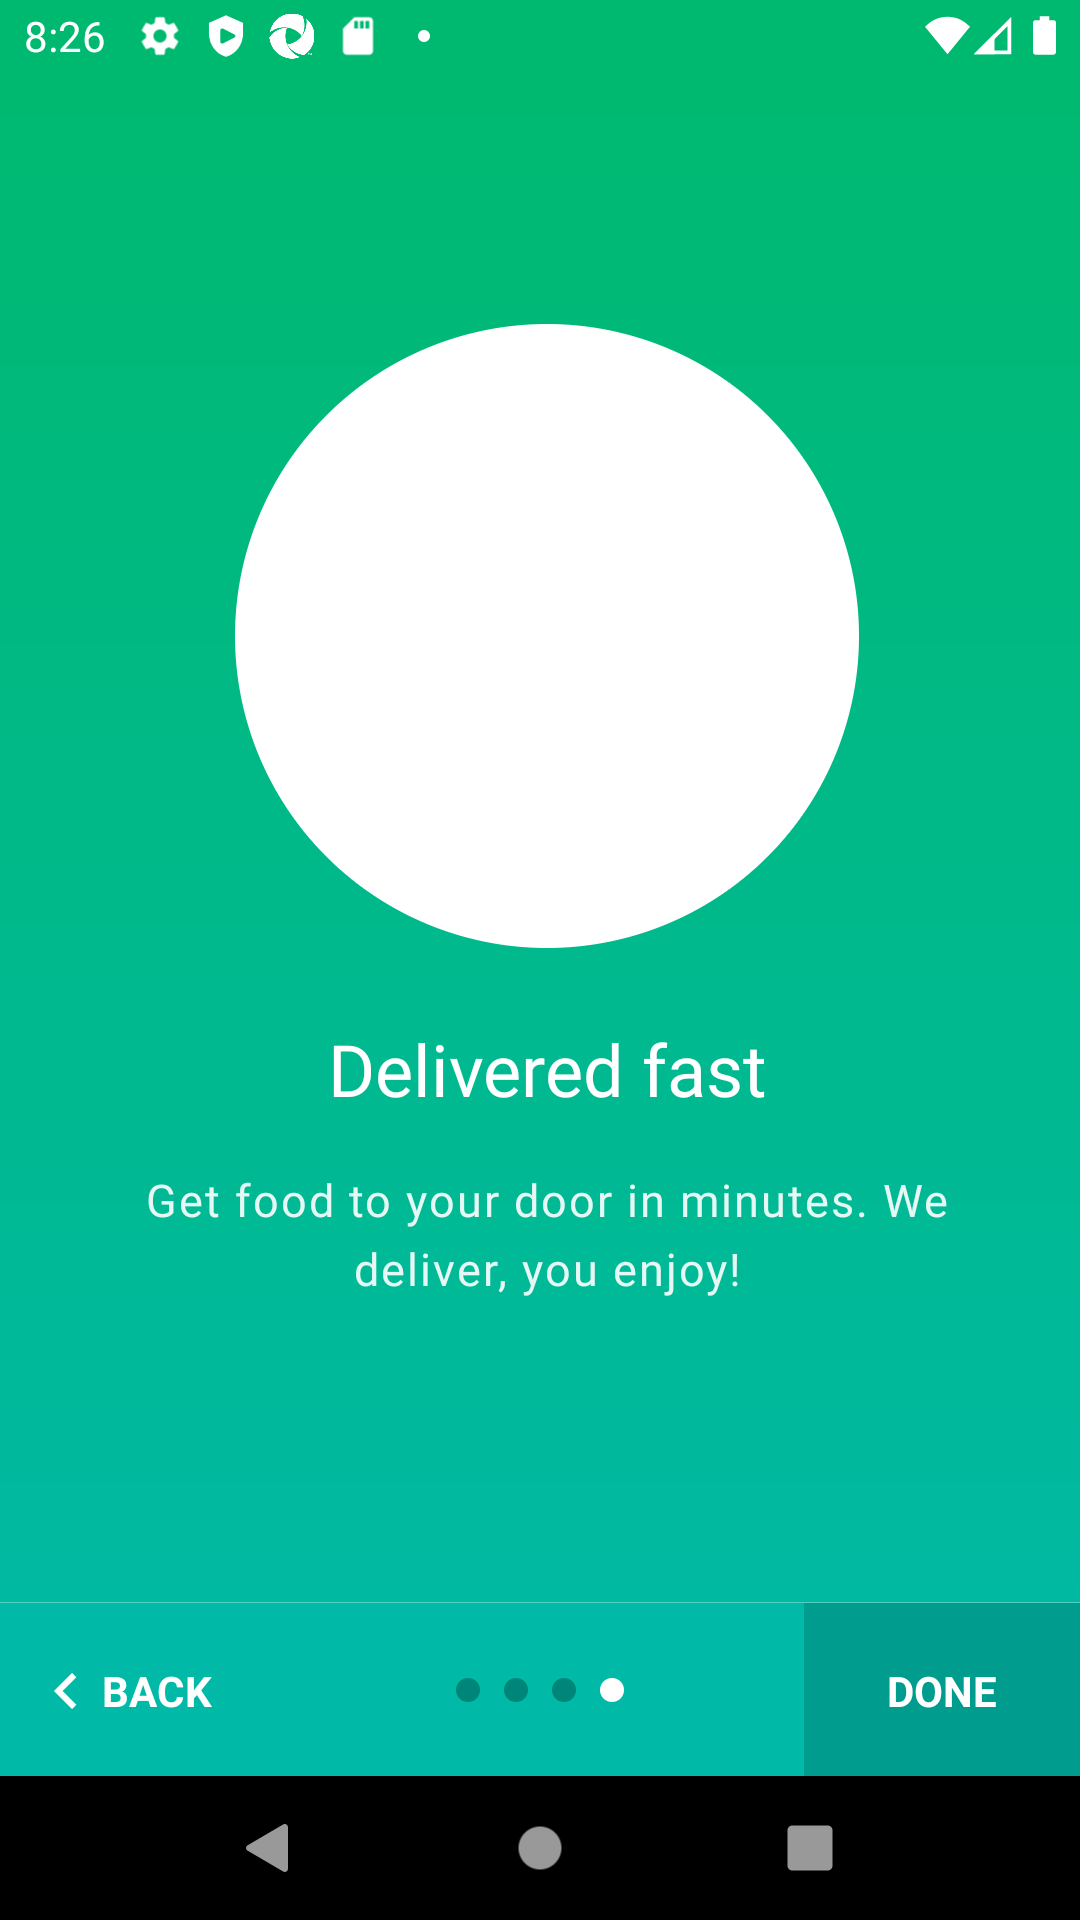 8:26
Delivered fast
Get food to your door in minutes. We
deliver, you enjoy!
BACK
DONE